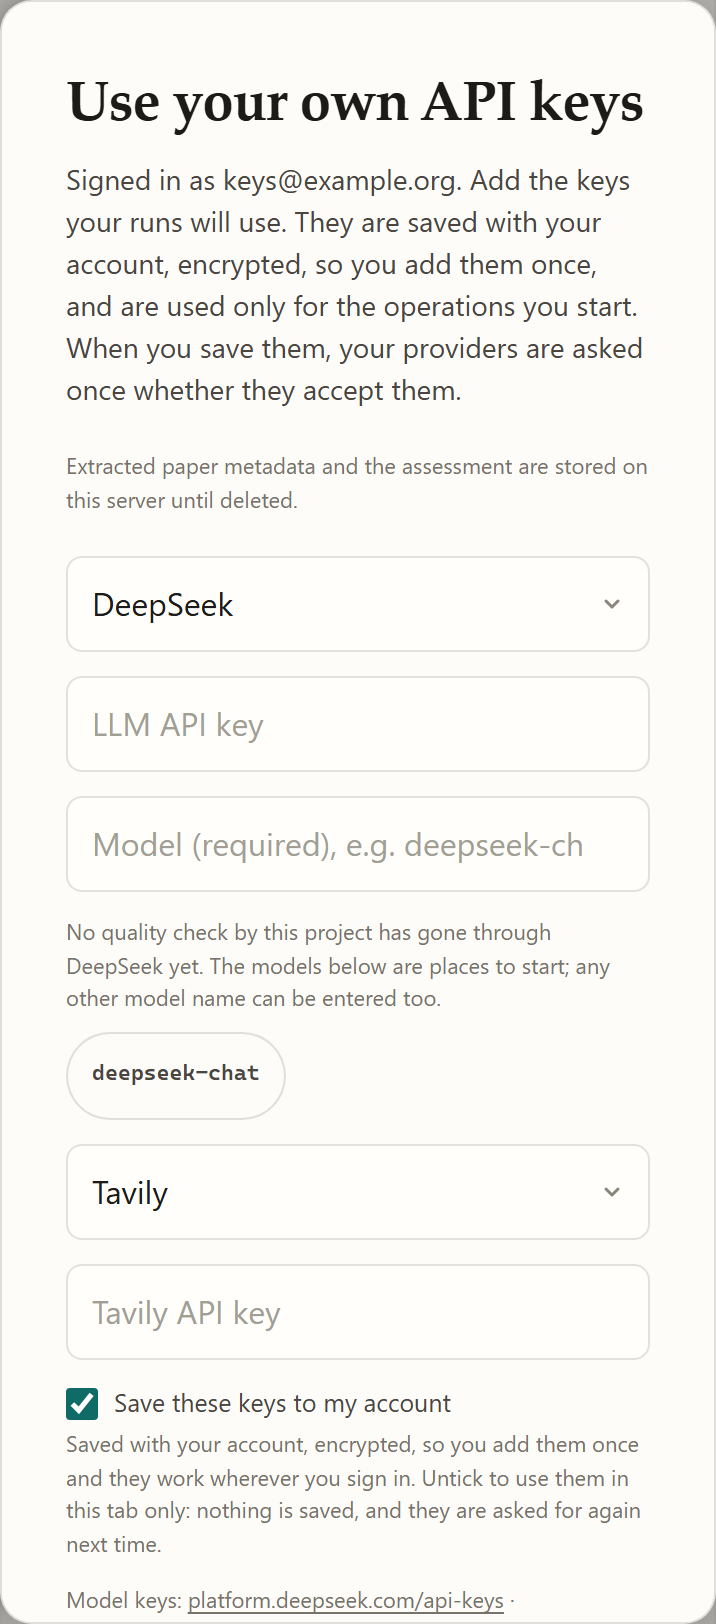 Use your own API keys
Signed in as keys@example.org. Add the keys
your runs will use. They are saved with your
account, encrypted, so you add them once,
and are used only for the operations you start.
When you save them, your providers are asked
once whether they accept them.
Extracted paper metadata and the assessment are stored on
this server until deleted.
DeepSeek
LLM API key
Model (required), e.g. deepseek-ch
No quality check by this project has gone through
DeepSeek yet. The models below are places to start; any
other model name can be entered too.
deepseek-chat
Tavily
Tavily API key
Save these keys to my account
Saved with your account, encrypted, so you add them once
and they work wherever you sign in. Untick to use them in
this tab only: nothing is saved, and they are asked for again
next time.
Model keys: platform.deepseek.com/api-keys ·